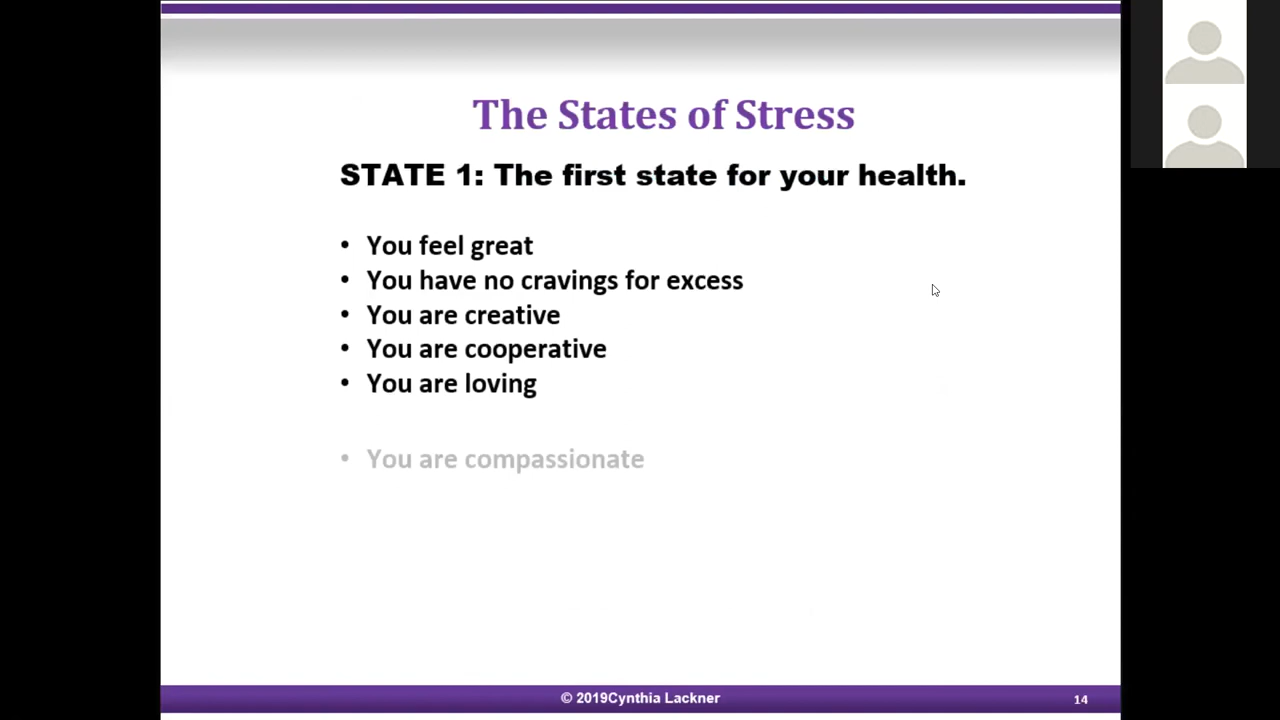 The States of Stress
STATE 1: The first state for your health.
• You feel great
• You have no cravings for excess
• You are creative
• You are cooperative
• You are loving
• You are compassionate
© 2019Cynthia Lackner
14